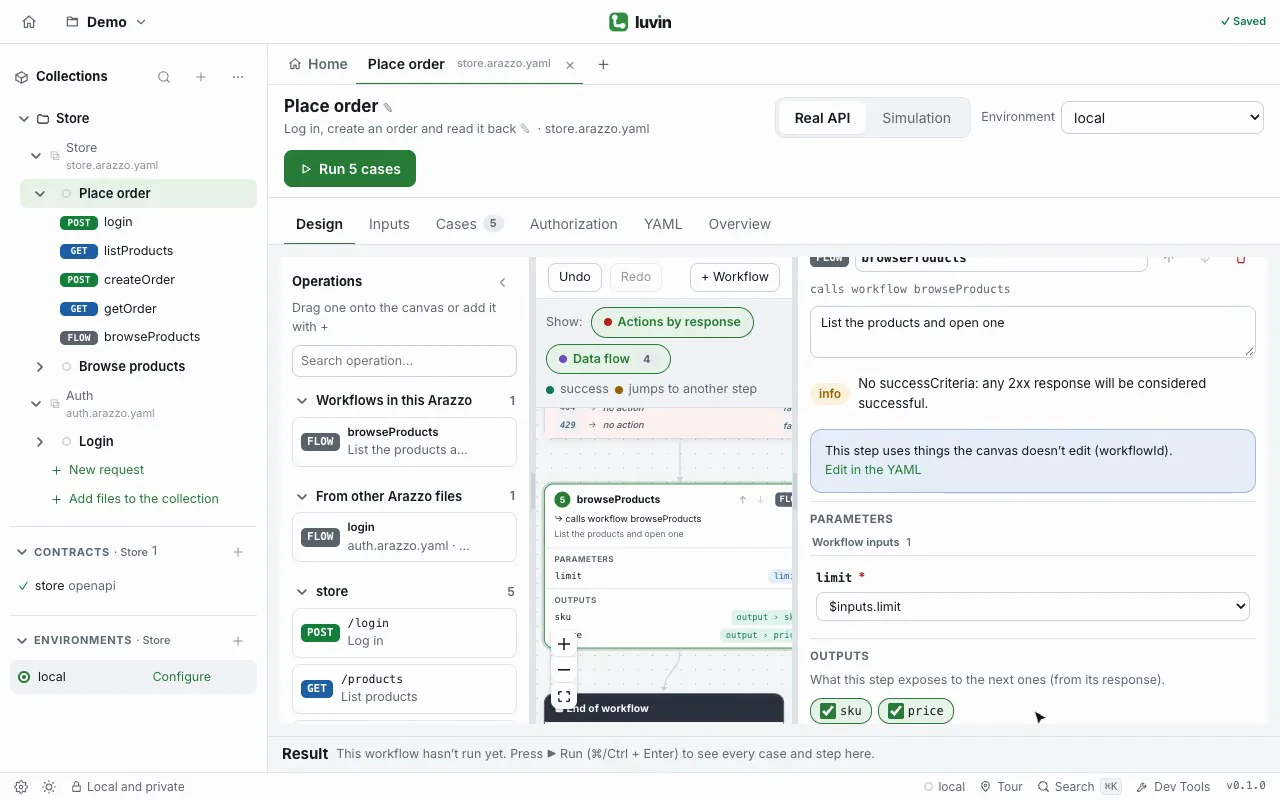 Demo
luvin
✓ Saved
Collections
Store
Store
store.arazzo.yaml
Place order
POST login
GET listProducts
POST createOrder
GET getOrder
FLOW browseProducts
Browse products
Auth
auth.arazzo.yaml
Login
+ New request
+ Add files to the collection
CONTRACTS · Store 1
store openapi
ENVIRONMENTS · Store
local Configure
Home
Place order store.arazzo.yaml
Place order
Log in, create an order and read it back · store.arazzo.yaml
Real API
Simulation
Environment
local
Run 5 cases
Design
Inputs
Cases 5
Authorization
YAML
Overview
Operations
Drag one onto the canvas or add it
with +
Search operation...
Workflows in this Arazzo 1
FLOW
browseProducts
List the products a...
From other Arazzo files 1
FLOW
login
auth.arazzo.yaml · ...
store 5
POST
/login
Log in
GET
/products
List products
Undo
Redo
+ Workflow
Show:
Actions by response
Data flow 4
success
jumps to another step
no action
429 → no action
5 browseProducts
↪ calls workflow browseProducts
List the products and open one
PARAMETERS
limit
OUTPUTS
sku
output ›
output ›
End of workflow
FLOW
browseProducts
calls workflow browseProducts
List the products and open one
info
No successCriteria: any 2xx response will be considered
successful.
This step uses things the canvas doesn't edit (workflowId).
Edit in the YAML
PARAMETERS
Workflow inputs 1
limit *
$inputs.limit
OUTPUTS
What this step exposes to the next ones (from its response).
sku
price
Result This workflow hasn't run yet. Press ▶ Run (⌘/Ctrl + Enter) to see every case and step here.
Local and private
local
Tour
Search ⌘K
Dev Tools
v0.1.0